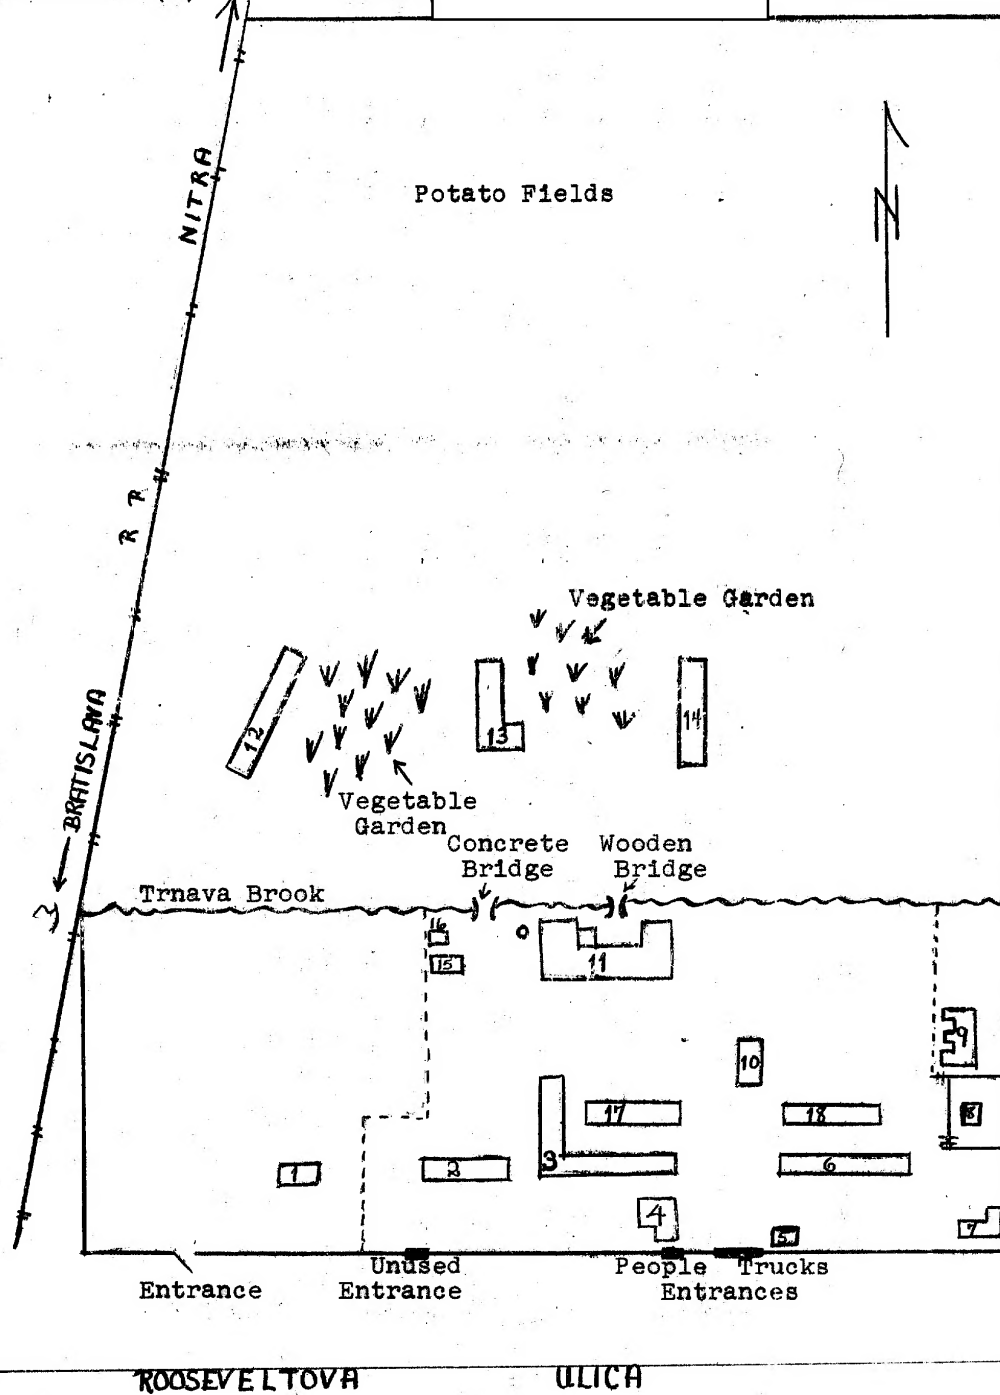 NITRA
Potato Fields
N
R R
Vegetable Garden
12
13
14
BRATISLAVA
Vegetable
Garden
Concrete
Bridge
Wooden
Bridge
Trnava Brook
16
15
11
9
10
17
18
8
1
2
3
6
4
5
7
Unused
Entrance
People Trucks
Entrances
Entrance
ROOSEVELTOVA ULICA